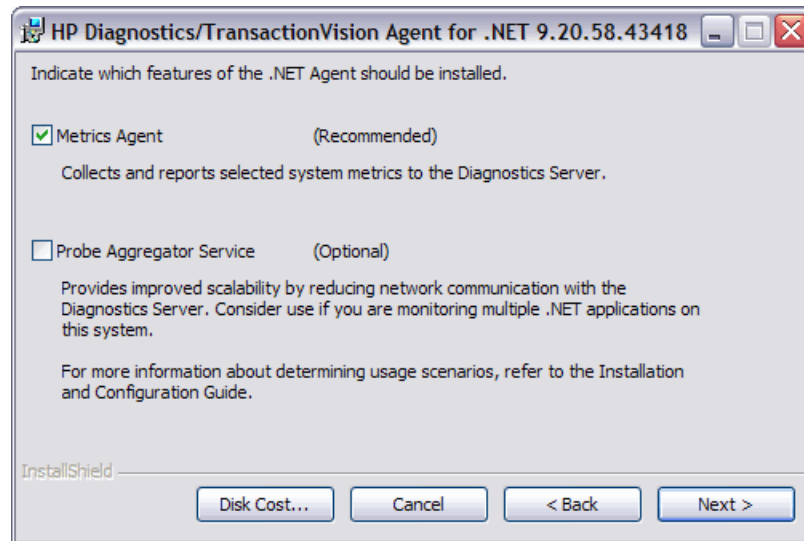 HP Diagnostics/TransactionVision Agent for .NET 9.20.58.43418
Indicate which features of the .NET Agent should be installed.
Metrics Agent (Recommended)
Collects and reports selected system metrics to the Diagnostics Server.
Probe Aggregator Service (Optional)
Provides improved scalability by reducing network communication with the
Diagnostics Server. Consider use if you are monitoring multiple .NET applications on
this system.
For more information about determining usage scenarios, refer to the Installation
and Configuration Guide.
InstallShield
Disk Cost... Cancel < Back Next >